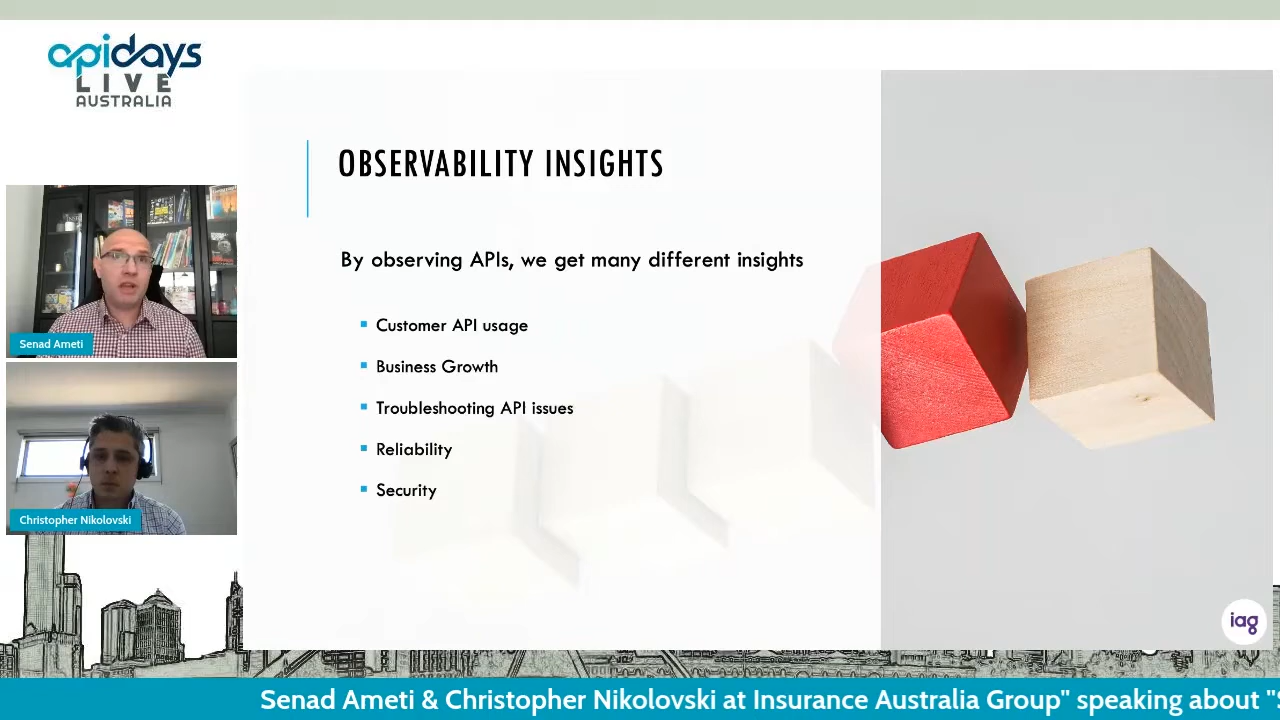 apidays
LIVE
AUSTRALIA
OBSERVABILITY INSIGHTS
By observing APIs, we get many different insights
Customer API usage
Business Growth
Troubleshooting API issues
Reliability
Security
Senad Ameti
Christopher Nikolovski
iag
Senad Ameti & Christopher Nikolovski at Insurance Australia Group" speaking about "